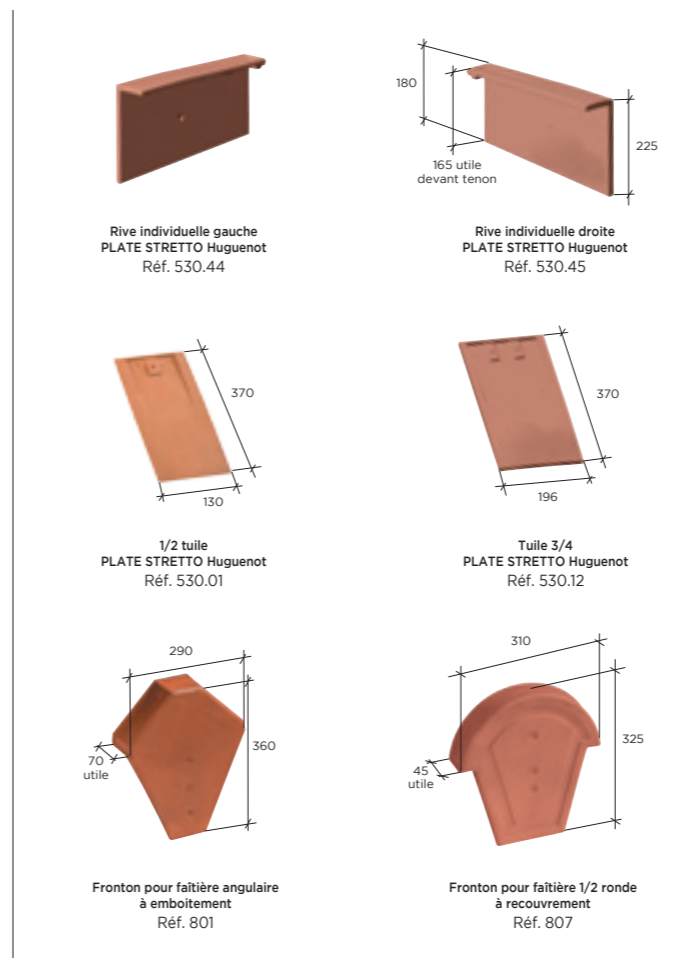 180
165 utile
devant tenon
225
Rive individuelle gauche
PLATE STRETTO Huguenot
Réf. 530.44
Rive individuelle droite
PLATE STRETTO Huguenot
Réf. 530.45
370
130
370
196
1/2 tuile
PLATE STRETTO Huguenot
Réf. 530.01
Tuile 3/4
PLATE STRETTO Huguenot
Réf. 530.12
290
360
70
utile
310
325
45
utile
Fronton pour faîtière angulaire
à emboitement
Réf. 801
Fronton pour faîtière 1/2 ronde
à recouvrement
Réf. 807